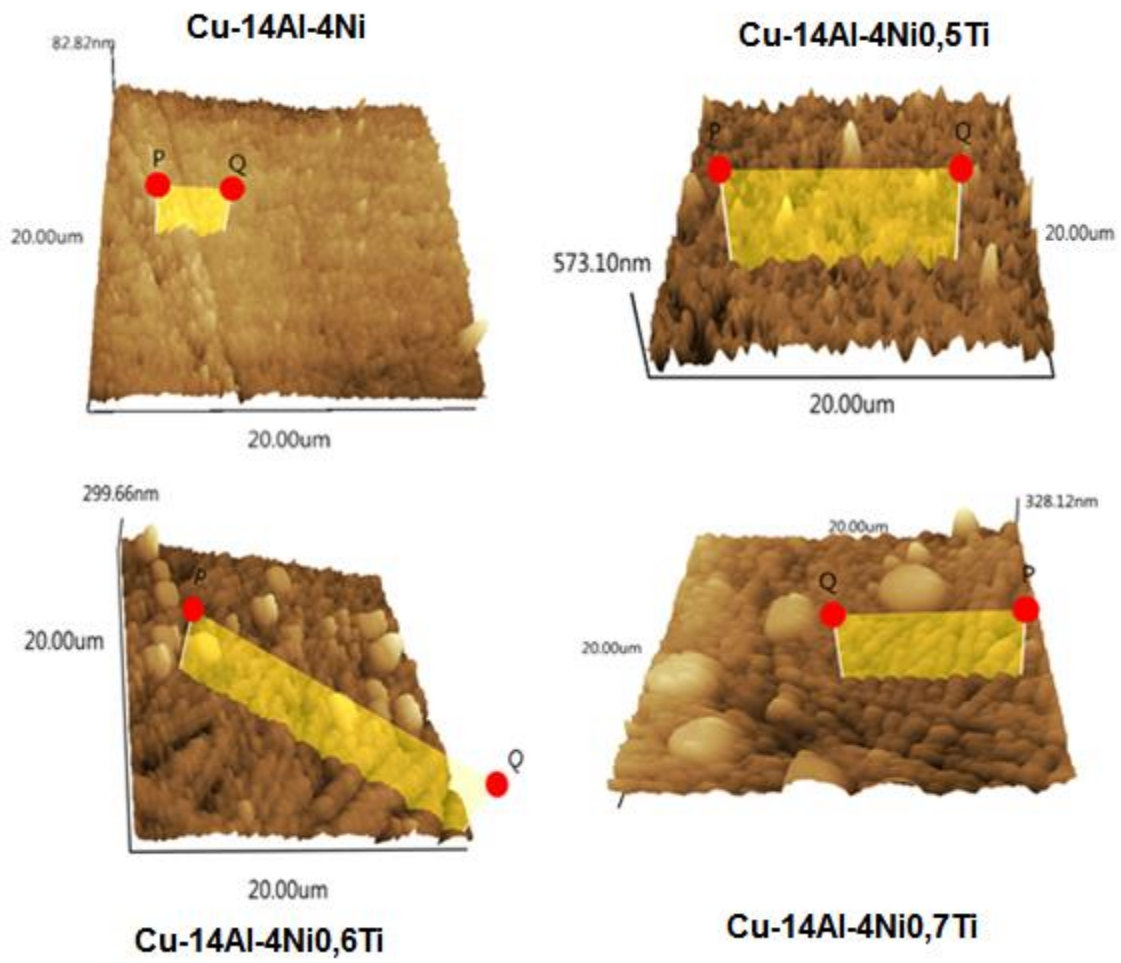 Cu-14Al-4Ni
82.82nm
P
Q
20.00um
20.00um
Cu-14Al-4Ni0,5Ti
P
Q
573.10nm
20.00um
20.00um
299.66nm
P
20.00um
Q
20.00um
Cu-14Al-4Ni0,6Ti
328.12nm
20.00um
Q
P
20.00um
Cu-14Al-4Ni0,7Ti